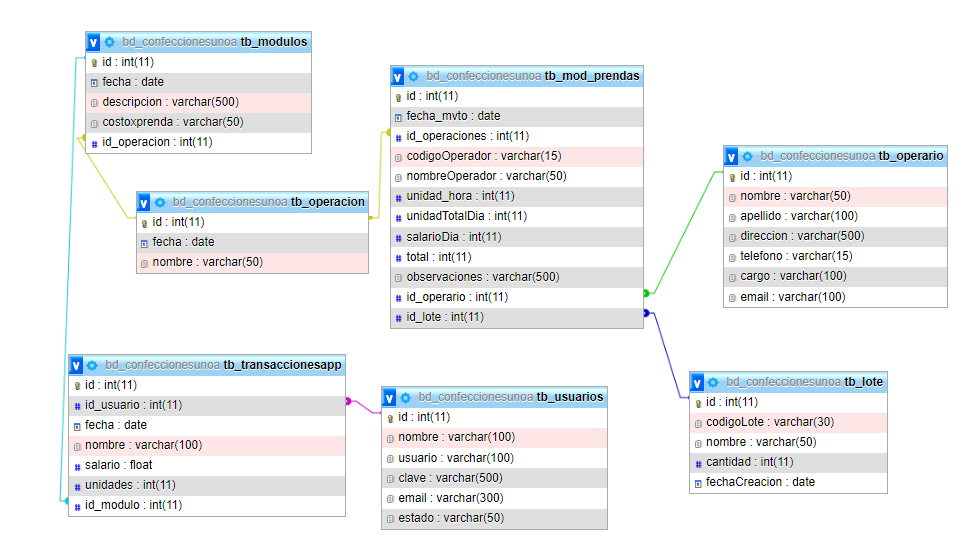 bd_confeccionesunoa tb_modulos
id : int(11)
fecha : date
descripcion : varchar(500)
costoxprenda : varchar(50)
id_operacion : int(11)
bd_confeccionesunoa tb_mod_prendas
id : int(11)
fecha_mvto : date
id_operaciones : int(11)
codigoOperador : varchar(15)
nombreOperador : varchar(50)
unidad_hora : int(11)
unidadTotalDia : int(11)
salarioDia : int(11)
total : int(11)
observaciones : varchar(500)
id_operario : int(11)
id_lote : int(11)
bd_confeccionesunoa tb_operario
id : int(11)
nombre : varchar(50)
apellido : varchar(100)
direccion : varchar(500)
telefono : varchar(15)
cargo : varchar(100)
email : varchar(100)
bd_confeccionesunoa tb_operacion
id : int(11)
fecha : date
nombre : varchar(50)
bd_confeccionesunoa tb_transaccionesapp
id : int(11)
id_usuario : int(11)
fecha : date
nombre : varchar(100)
salario : float
unidades : int(11)
id_modulo : int(11)
bd_confeccionesunoa tb_usuarios
id : int(11)
nombre : varchar(100)
usuario : varchar(100)
clave : varchar(500)
email : varchar(300)
estado : varchar(50)
bd_confeccionesunoa tb_lote
id : int(11)
codigoLote : varchar(30)
nombre : varchar(50)
cantidad : int(11)
fechaCreacion : date